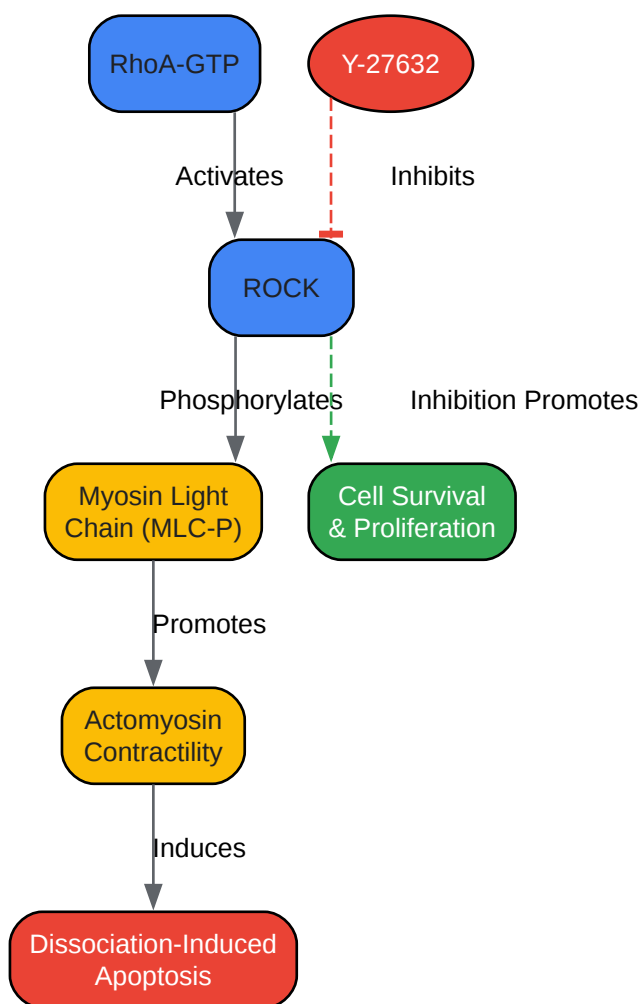 RhoA-GTP
Y-27632
Activates
Inhibits
ROCK
Phosphorylates
Inhibition Promotes
Myosin Light
Chain (MLC-P)
Cell Survival
& Proliferation
Promotes
Actomyosin
Contractility
Induces
Dissociation-Induced
Apoptosis